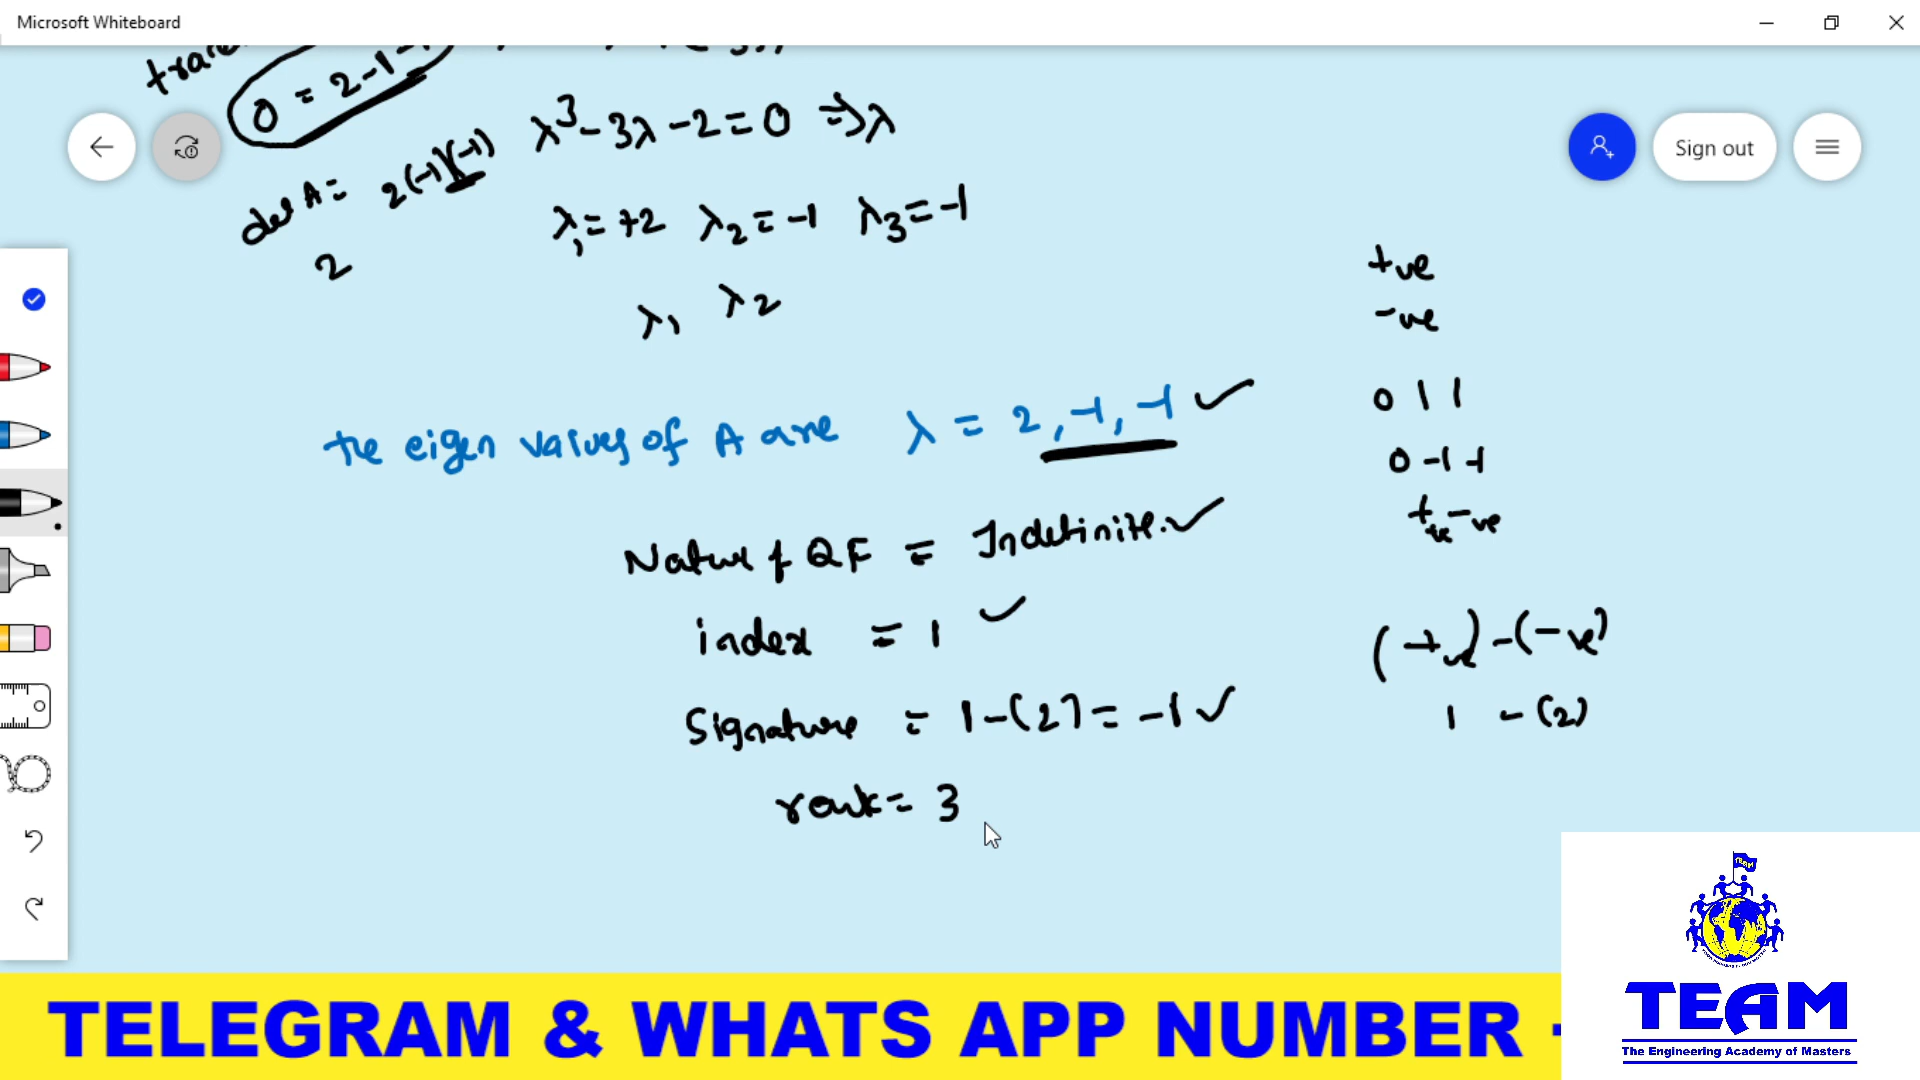 Microsoft Whiteboard
0 = 2-1-
λ³-3λ-2=0 ⇒λ
det A = 2(-1)(-1)
2
λ₁=+2 λ₂=-1 λ₃=-1
λ₁ λ₂
Sign out
+ve
-ve
0 1 1
0 -1 -1
+ve -ve
the eigen values of A are λ = 2, -1, -1 ✓
Nature of QF = Indefinite. ✓
index = 1 ✓
(+ve)-(-ve)
Signature = 1-(2)=-1 ✓
1 -(2)
rank= 3
TELEGRAM & WHATS APP NUMBER -
TEAM
TEAM
The Engineering Academy of Masters